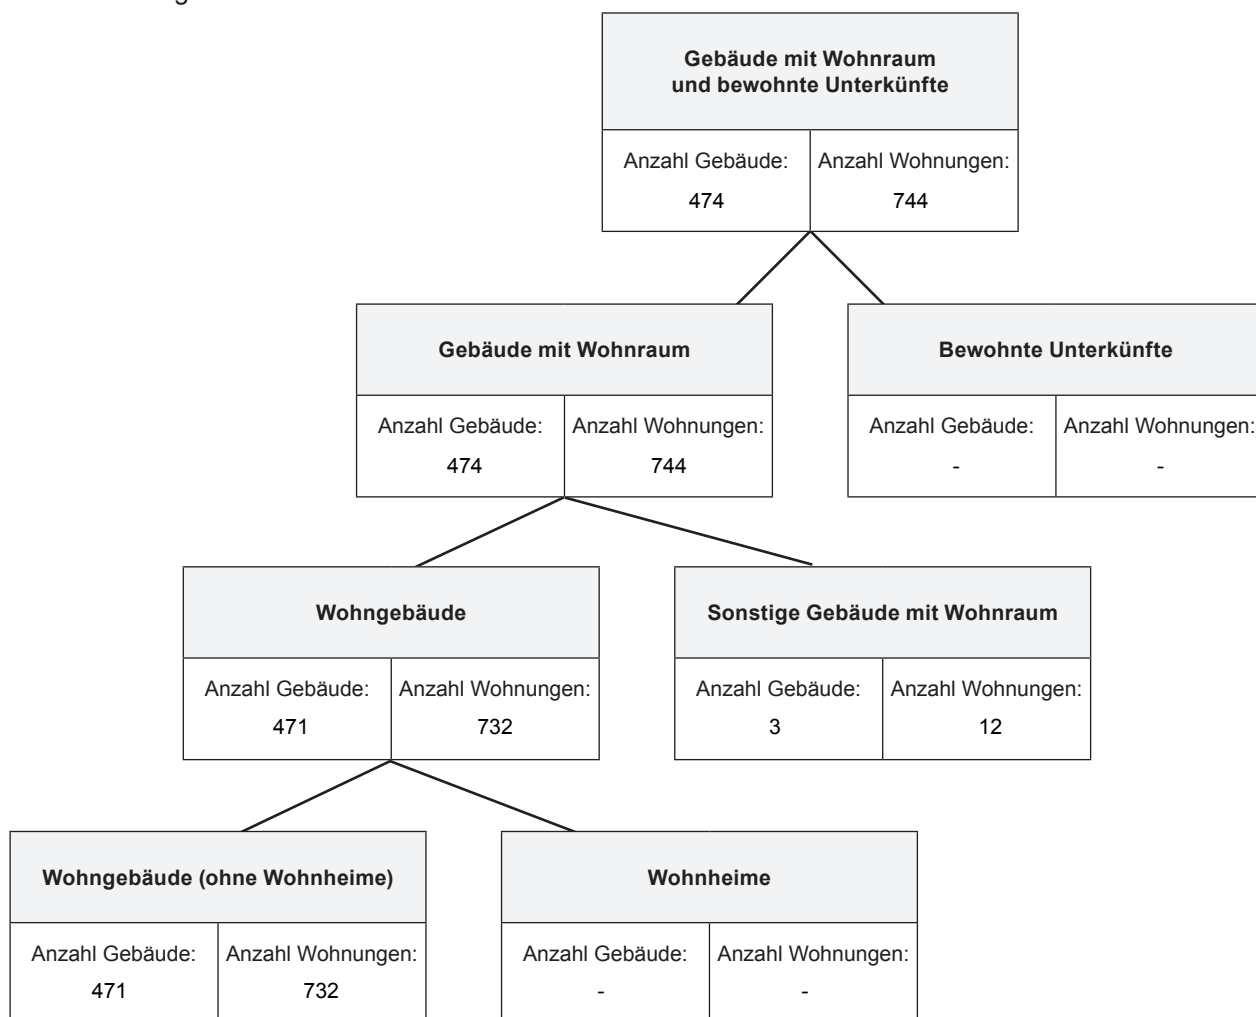 Gebäude mit Wohnraum
und bewohnte Unterkünfte
Anzahl Gebäude: Anzahl Wohnungen:
474 744
Gebäude mit Wohnraum
Anzahl Gebäude: Anzahl Wohnungen:
474 744
Bewohnte Unterkünfte
Anzahl Gebäude: Anzahl Wohnungen:
- -
Wohngebäude
Anzahl Gebäude: Anzahl Wohnungen:
471 732
Sonstige Gebäude mit Wohnraum
Anzahl Gebäude: Anzahl Wohnungen:
3 12
Wohngebäude (ohne Wohnheime)
Anzahl Gebäude: Anzahl Wohnungen:
471 732
Wohnheime
Anzahl Gebäude: Anzahl Wohnungen:
- -